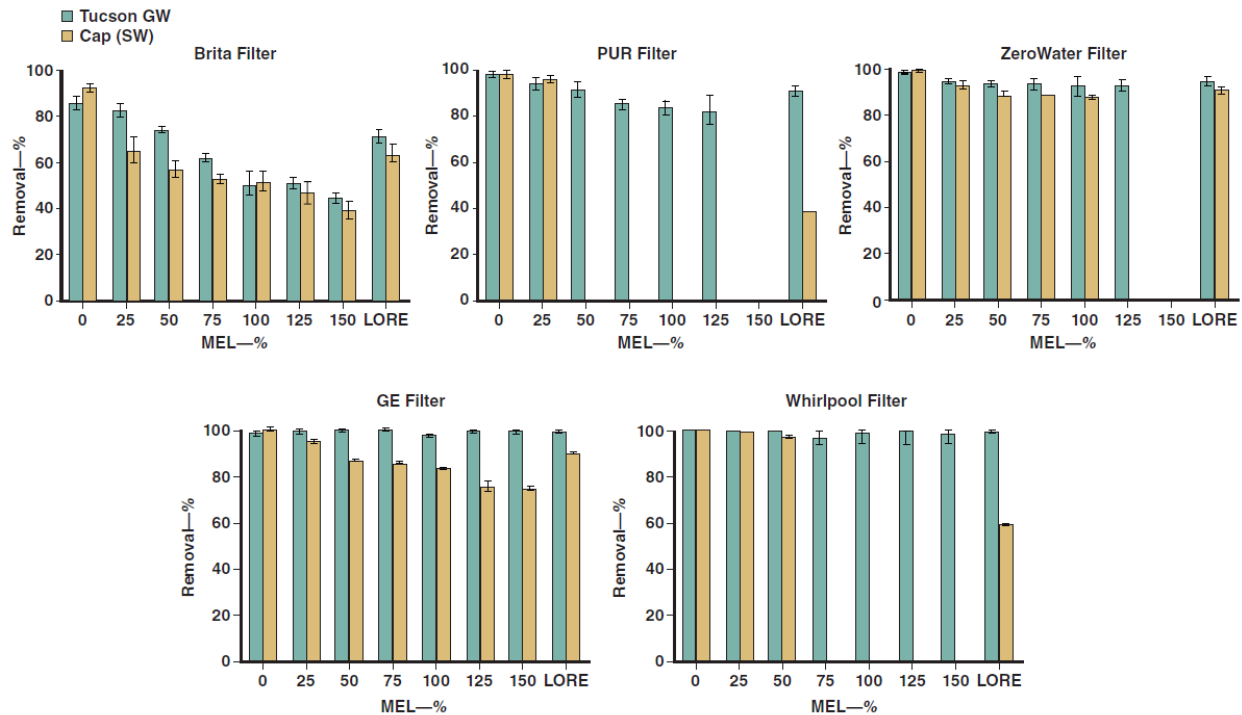 Tucson GW
Cap (SW)
Brita Filter
Removal—%
100
80
60
40
20
0
0 25 50 75 100 125 150 LORE
MEL—%
PUR Filter
Removal—%
100
80
60
40
20
0
0 25 50 75 100 125 150 LORE
MEL—%
ZeroWater Filter
Removal—%
100
80
60
40
20
0
0 25 50 75 100 125 150 LORE
MEL—%
GE Filter
Removal—%
100
80
60
40
20
0
0 25 50 75 100 125 150 LORE
MEL—%
Whirlpool Filter
Removal—%
100
80
60
40
20
0
0 25 50 75 100 125 150 LORE
MEL—%